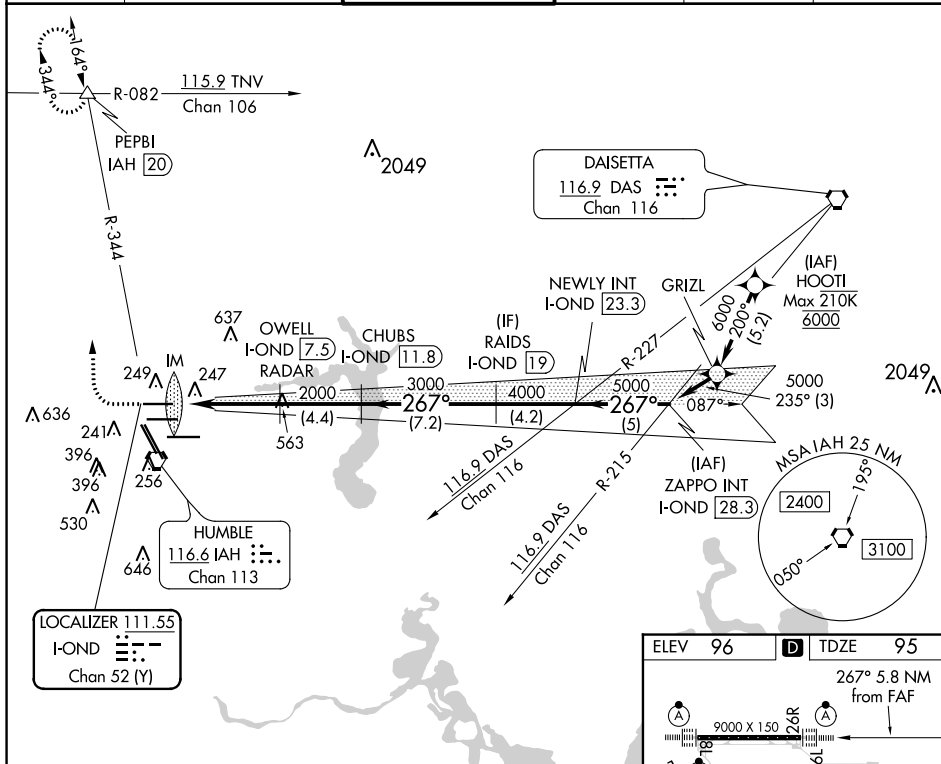 164°
344°
R-082
115.9 TNV
Chan 106
PEPBI
IAH 20
2049
R-344
DAISETTA
116.9 DAS
Chan 116
(IAF)
HOOTI
Max 210K
6000
NEWLY INT
I-OND 23.3
GRIZL
6000
200°
(5.2)
637
OWELL
I-OND 7.5
RADAR
CHUBS
I-OND 11.8
(IF)
RAIDS
I-OND 19
R-227
IM
249
247
2000
3000
4000
5000
5000
235° (3)
2049
267°
267°
087°
(4.4)
(7.2)
(4.2)
(5)
636
241
563
396
396
256
530
646
116.9 DAS
Chan 116
R-215
116.9 DAS
Chan 116
(IAF)
ZAPPO INT
I-OND 28.3
MSA IAH 25 NM
195°
2400
3100
050°
HUMBLE
116.6 IAH
Chan 113
LOCALIZER 111.55
I-OND
Chan 52 (Y)
ELEV 96
D
TDZE 95
267° 5.8 NM
from FAF
A
9000 X 150
26R
A